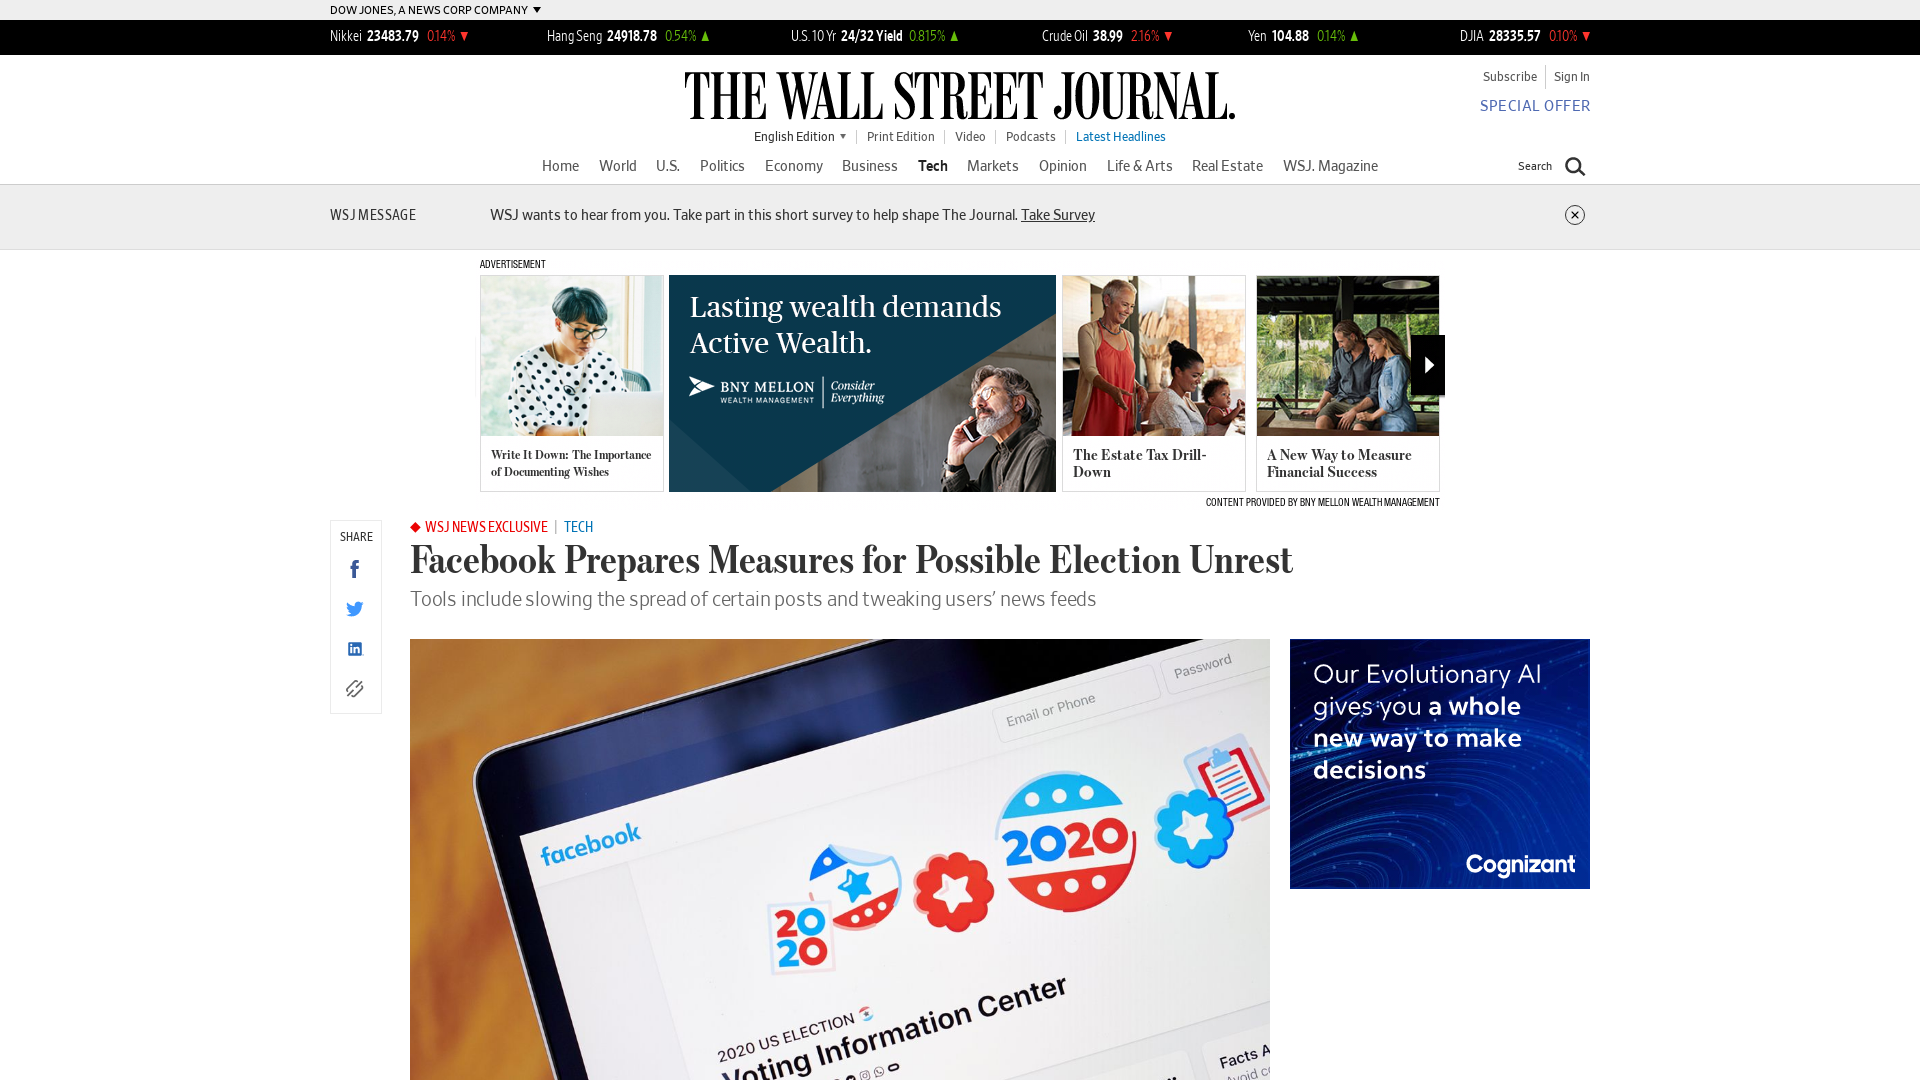 DOW JONES, A NEWS CORP COMPANY
Nikkei 23483.79 0.14% Hang Seng 24918.78 0.54% U.S. 10 Yr 24/32 Yield 0.815% Crude Oil 38.99 2.16% Yen 104.88 0.14% DJIA 28335.57 0.10%
THE WALL STREET JOURNAL.
Subscribe Sign In
SPECIAL OFFER
English Edition Print Edition Video Podcasts Latest Headlines
Home World U.S. Politics Economy Business Tech Markets Opinion Life & Arts Real Estate WSJ. Magazine Search
WSJ MESSAGE WSJ wants to hear from you. Take part in this short survey to help shape The Journal. Take Survey
ADVERTISEMENT
Write It Down: The Importance
of Documenting Wishes
Lasting wealth demands
Active Wealth.
BNY MELLON
WEALTH MANAGEMENT
Consider
Everything
The Estate Tax Drill-
Down
A New Way to Measure
Financial Success
CONTENT PROVIDED BY BNY MELLON WEALTH MANAGEMENT
SHARE
WSJ NEWS EXCLUSIVE | TECH
Facebook Prepares Measures for Possible Election Unrest
Tools include slowing the spread of certain posts and tweaking users’ news feeds
Password
Email or Phone
facebook
2020
20
20
2020 US ELECTION
Voting Information Center
Facts A
Avoid co
Our Evolutionary AI
gives you a whole
new way to make
decisions
Cognizant